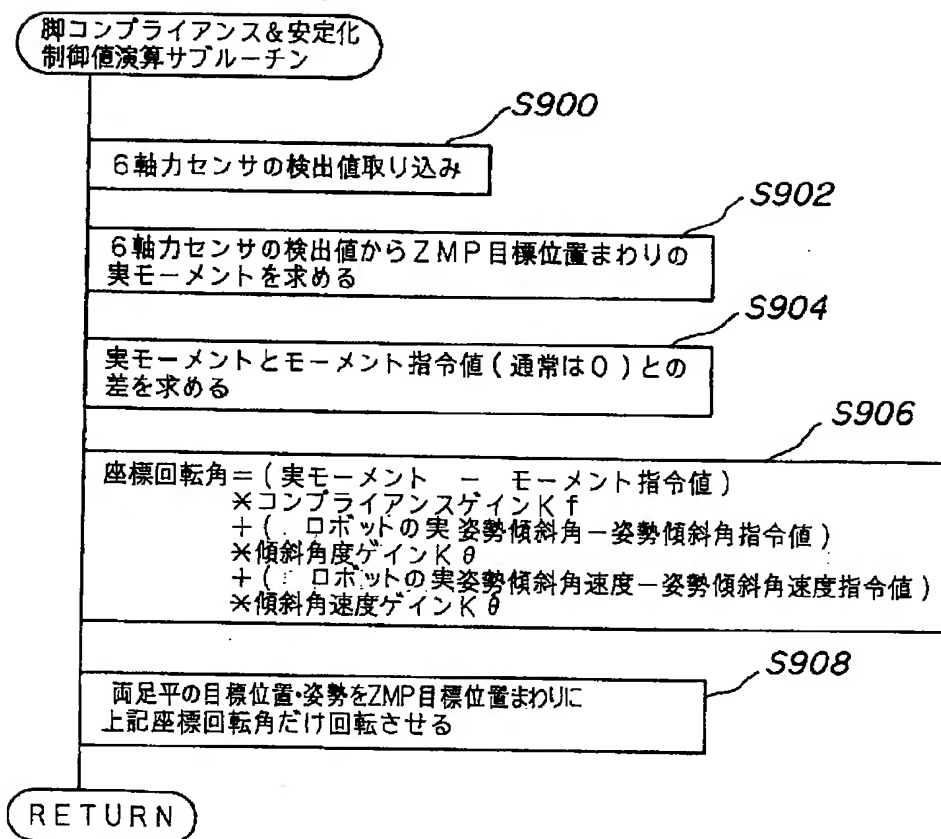 脚コンプライアンス&安定化
制御値演算サブルーチン
S900
6軸力センサの検出値取り込み
S902
6軸力センサの検出値からZMP目標位置まわりの
実モーメントを求める
S904
実モーメントとモーメント指令値(通常は0)との
差を求める
S906
座標回転角=(実モーメント - モーメント指令値)
*コンプライアンスゲインKf
+( ロボットの実姿勢傾斜角-姿勢傾斜角指令値)
*傾斜角度ゲインKθ
+( ロボットの実姿勢傾斜角速度-姿勢傾斜角速度指令値)
*傾斜角速度ゲインKθ
S908
両足平の目標位置・姿勢をZMP目標位置まわりに
上記座標回転角だけ回転させる
RETURN